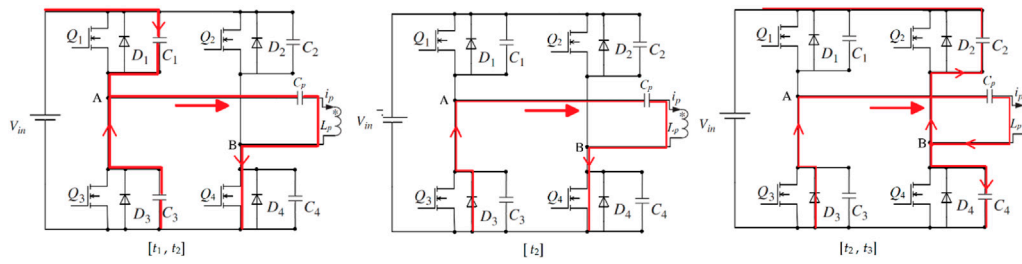 Q1 D1 C1 Q2 D2 C2
A Cp ip
Vin Lp *
B
Q3 D3 C3 Q4 D4 C4
[t1, t2]
Q1 D1 C1 Q2 D2 C2
A Cp ip
Vin Lp *
B
Q3 D3 C3 Q4 D4 C4
[t2]
Q1 D1 C1 Q2 D2 C2
A Cp ip
Vin Lp *
B
Q3 D3 C3 Q4 D4 C4
[t2, t3]